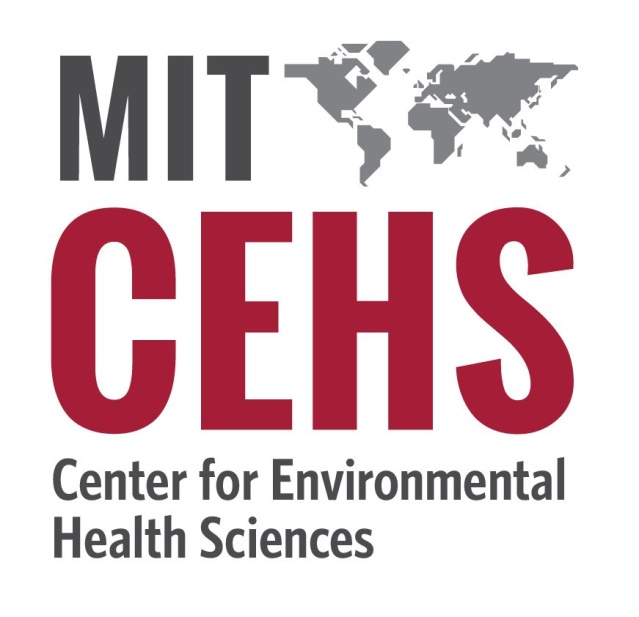 MIT
CEHS
Center for Environmental
Health Sciences